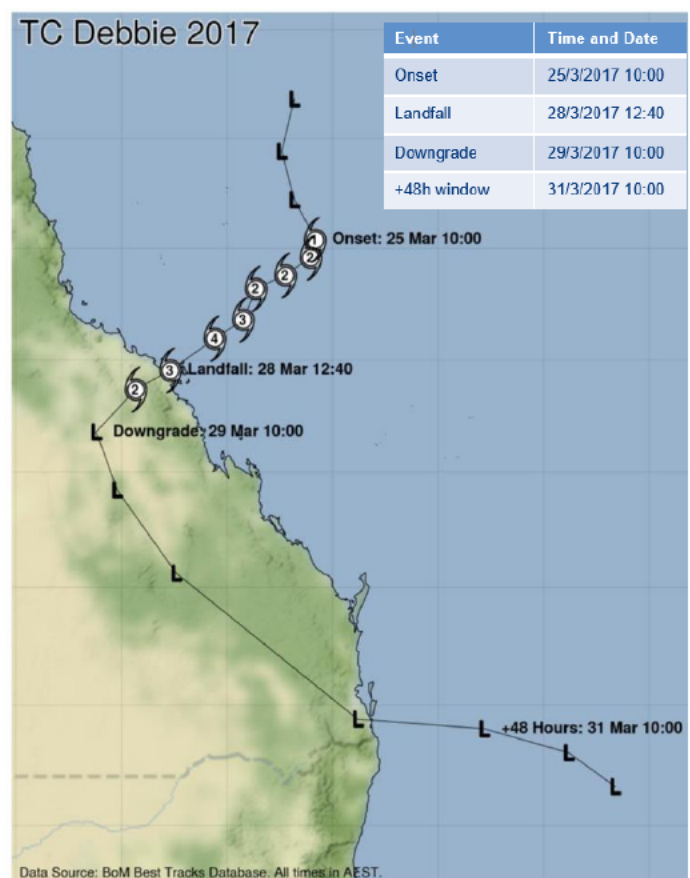 TC Debbie 2017
Event Time and Date
Onset 25/3/2017 10:00
Landfall 28/3/2017 12:40
Downgrade 29/3/2017 10:00
+48h window 31/3/2017 10:00
L
L
L
1 Onset: 25 Mar 10:00
2
2
2
3
4
3 Landfall: 28 Mar 12:40
2
L Downgrade: 29 Mar 10:00
L
L
L
L +48 Hours: 31 Mar 10:00
L
L
Data Source: BoM Best Tracks Database. All times in AEST.